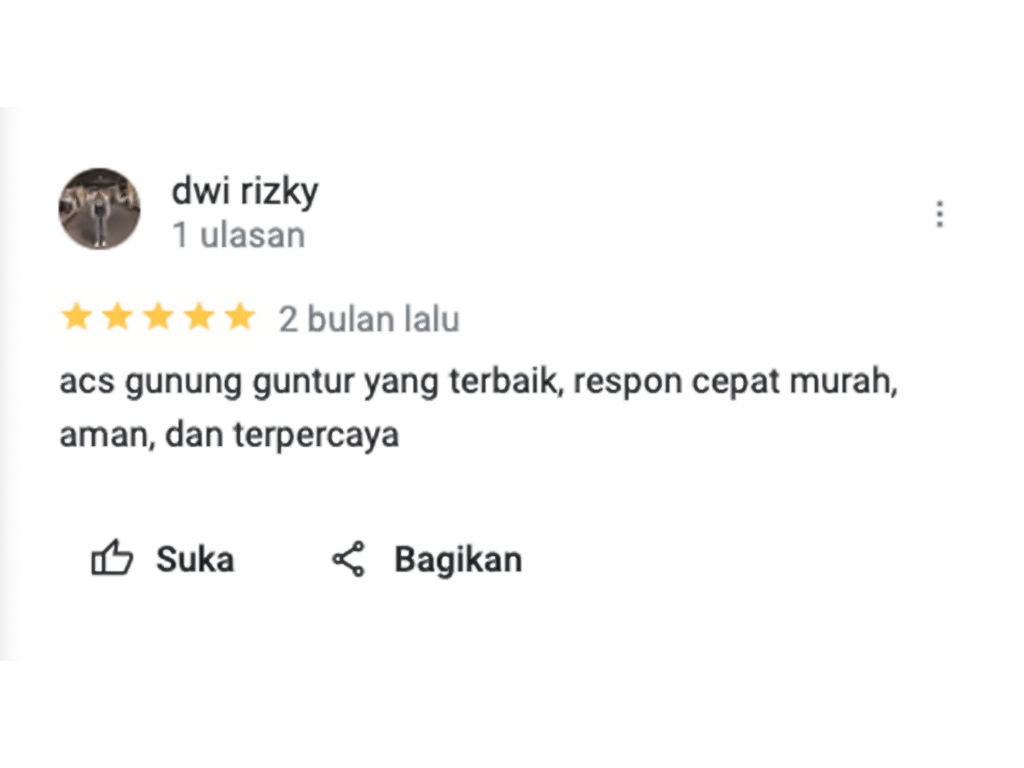 dwi rizky
1 ulasan
2 bulan lalu
acs gunung guntur yang terbaik, respon cepat murah,
aman, dan terpercaya
Suka
Bagikan